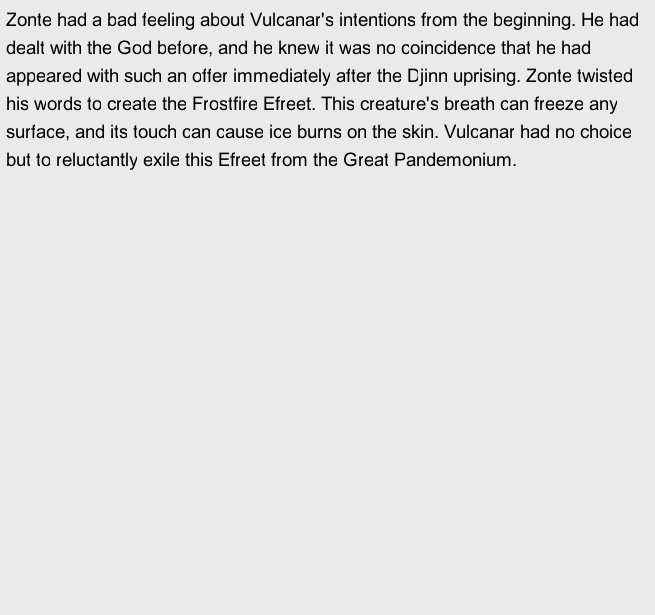 Zonte had a bad feeling about Vulcanar's intentions from the beginning. He had
dealt with the God before, and he knew it was no coincidence that he had
appeared with such an offer immediately after the Djinn uprising. Zonte twisted
his words to create the Frostfire Efreet. This creature's breath can freeze any
surface, and its touch can cause ice burns on the skin. Vulcanar had no choice
but to reluctantly exile this Efreet from the Great Pandemonium.